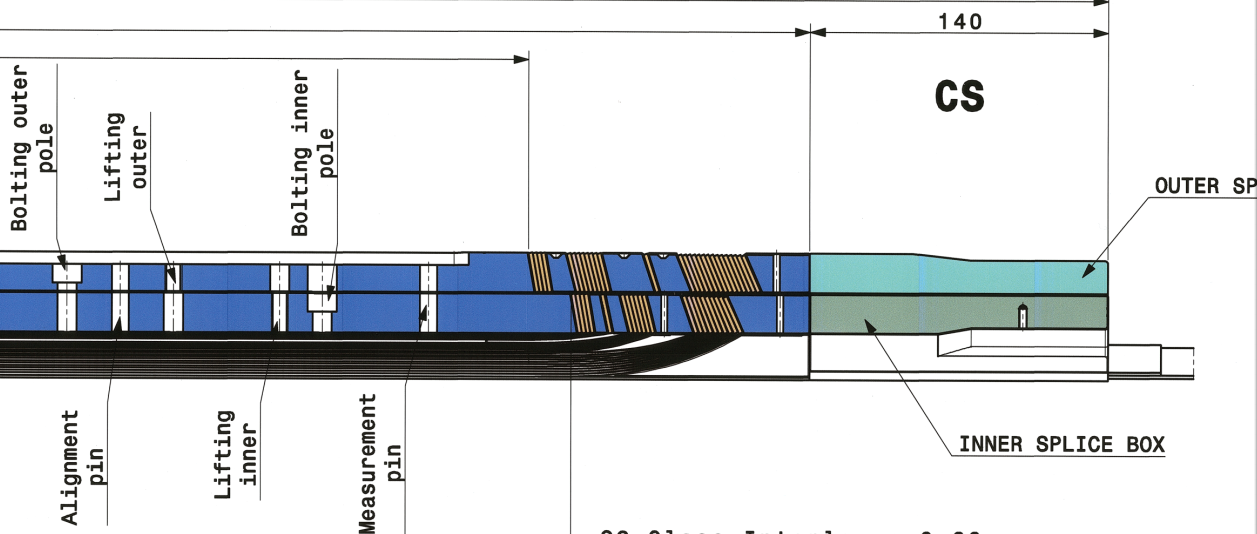 140
CS
Bolting outer
pole
Lifting
outer
Bolting inner
pole
OUTER SP
INNER SPLICE BOX
Alignment
pin
Lifting
inner
Measurement
pin